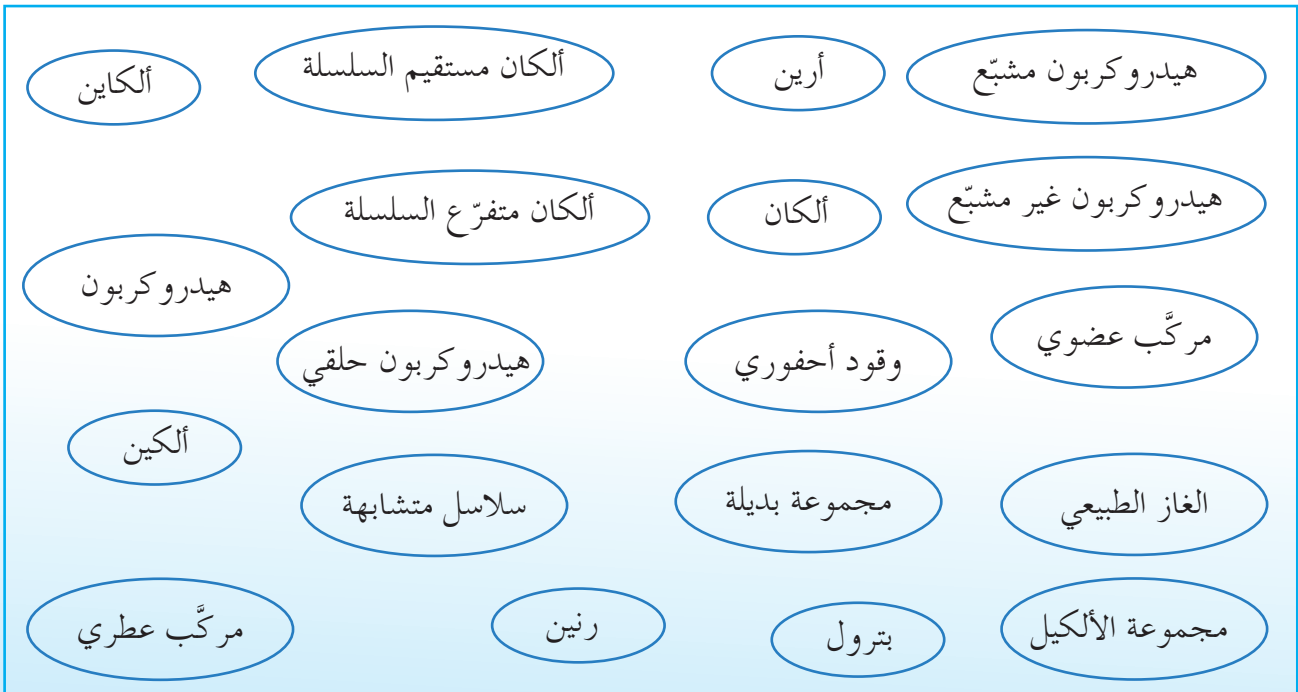 هيدروكربون مشبّع
أرين
ألكان مستقيم السلسلة
ألكاين
هيدروكربون غير مشبّع
ألكان
ألكان متفرّع السلسلة
هيدروكربون
مركَّب عضوي
وقود أحفوري
هيدروكربون حلقي
ألكين
الغاز الطبيعي
مجموعة بديلة
سلاسل متشابهة
مجموعة الألكيل
بترول
رنين
مركَّب عطري